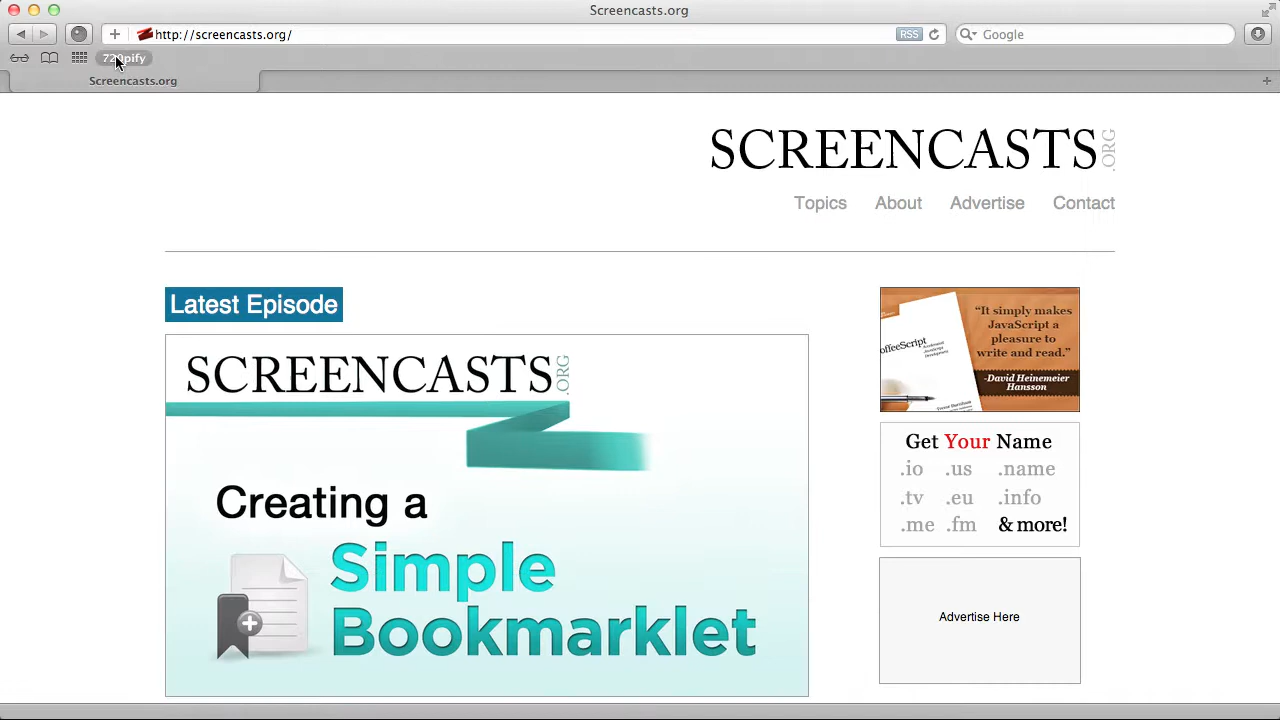 Screencasts.org
http://screencasts.org/
RSS
Google
720pify
Screencasts.org
SCREENCASTS.ORG
Topics
About
Advertise
Contact
Latest Episode
SCREENCASTS.ORG
Creating a
Simple
Bookmarklet
“It simply makes
JavaScript a
pleasure to
write and read.”
-David Heinemeier
Hansson
offeeScript
Get Your Name
.io .us .name
.tv .eu .info
.me .fm & more!
Advertise Here